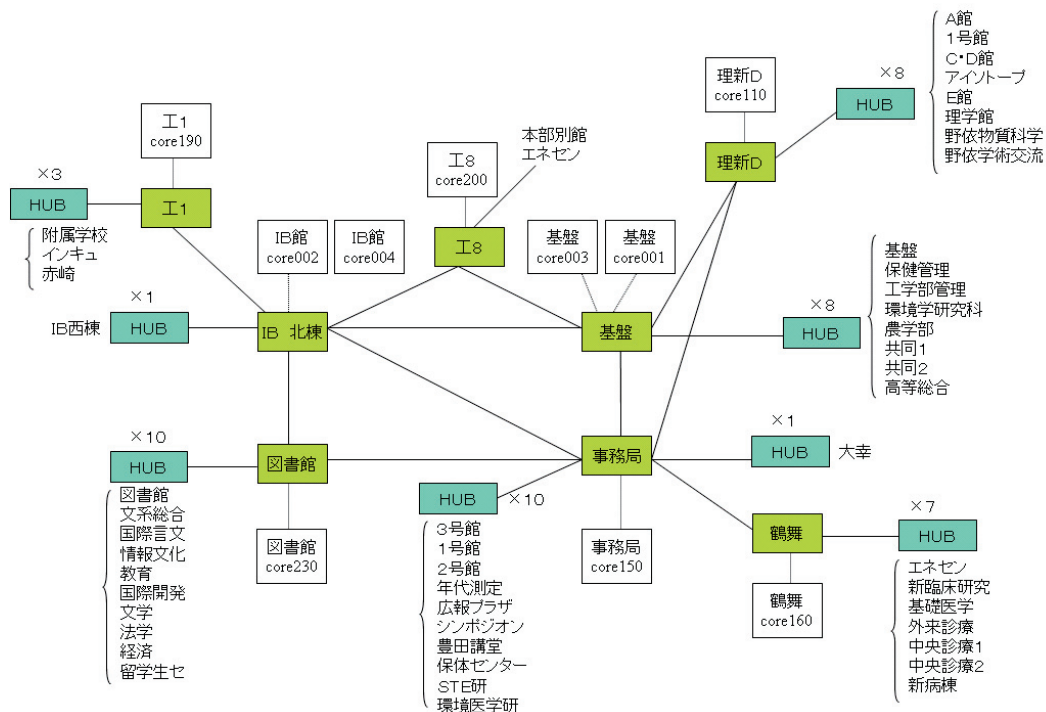 A館
1号館
C・D館
アイソトープ
E館
理学館
野依物質科学
野依学術交流
×8
HUB
理新D
core110
理新D
工1
core190
×3
HUB
工1
附属学校
インキュ
赤崎
本部別館
エネセン
工8
core200
工8
IB館
core002
IB館
core004
基盤
core003
基盤
core001
×1
IB西棟
HUB
IB 北棟
基盤
×8
HUB
基盤
保健管理
工学部管理
環境学研究科
農学部
共同1
共同2
高等総合
×10
HUB
図書館
事務局
×1
HUB
大幸
図書館
文系総合
国際言文
情報文化
教育
国際開発
文学
法学
経済
留学生セ
図書館
core230
HUB
×10
3号館
1号館
2号館
年代測定
広報プラザ
シンポジオン
豊田講堂
保体センター
STE研
環境医学研
事務局
core150
鶴舞
×7
HUB
鶴舞
core160
エネセン
新臨床研究
基礎医学
外来診療
中央診療1
中央診療2
新病棟